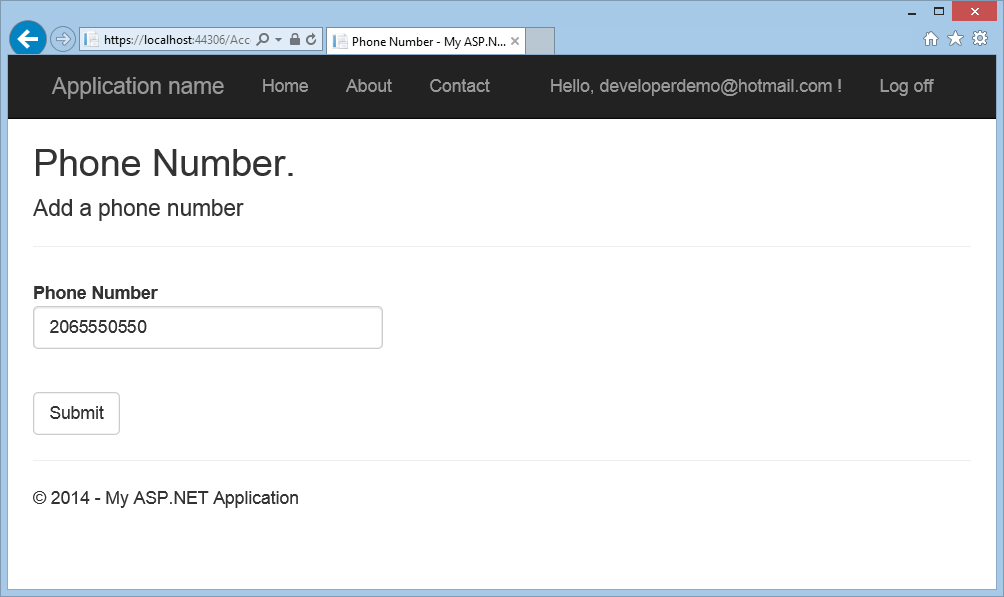 https://localhost:44306/Acc
Phone Number - My ASP.N...
Application name Home About Contact Hello, developerdemo@hotmail.com ! Log off
Phone Number.
Add a phone number
Phone Number
2065550550
Submit
© 2014 - My ASP.NET Application